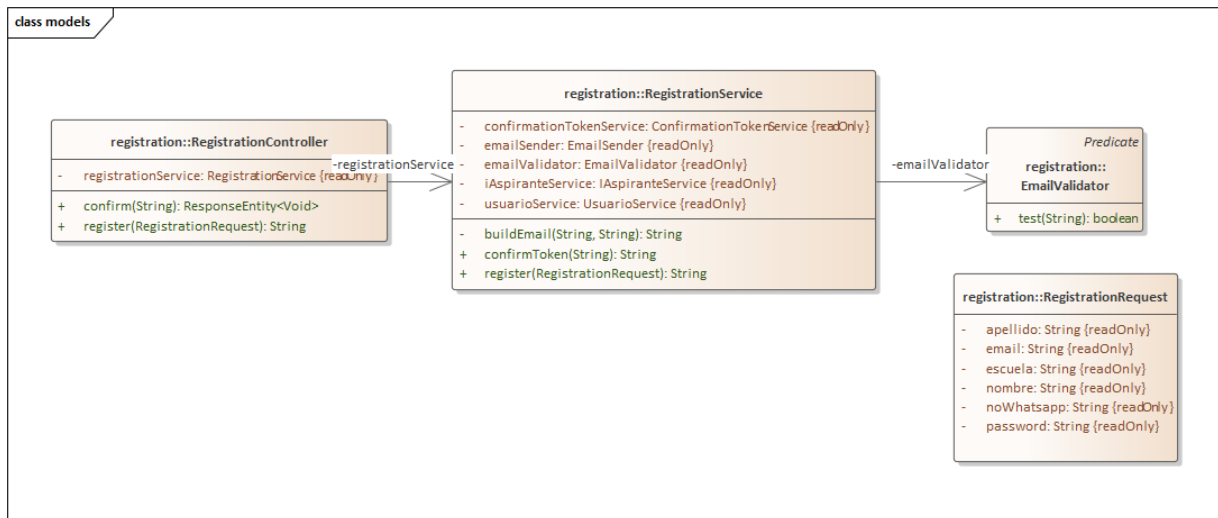 class models
registration::RegistrationController
- registrationService: RegistrationService {readOnly}
+ confirm(String): ResponseEntity<Void>
+ register(RegistrationRequest): String
-registrationService
registration::RegistrationService
- confirmationTokenService: ConfirmationTokenService {readOnly}
- emailSender: EmailSender {readOnly}
- emailValidator: EmailValidator {readOnly}
- iAspiranteService: IAspiranteService {readOnly}
- usuarioService: UsuarioService {readOnly}
- buildEmail(String, String): String
+ confirmToken(String): String
+ register(RegistrationRequest): String
-emailValidator
Predicate
registration::
EmailValidator
+ test(String): boolean
registration::RegistrationRequest
- apellido: String {readOnly}
- email: String {readOnly}
- escuela: String {readOnly}
- nombre: String {readOnly}
- noWhatsapp: String {readOnly}
- password: String {readOnly}